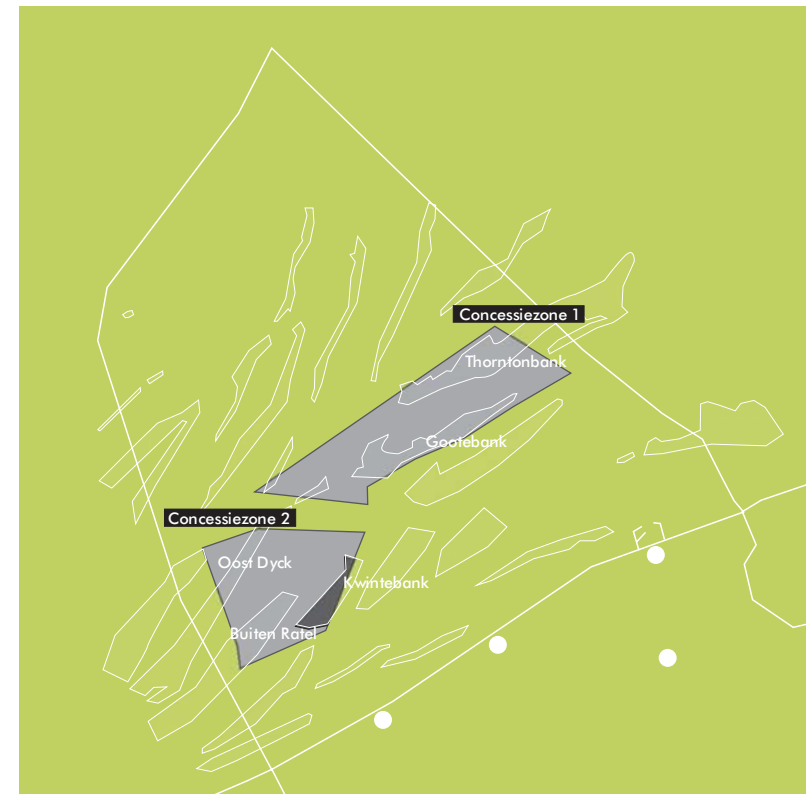 Concessiezone 1
Thorntonbank
Gootebank
Concessiezone 2
Oost Dyck
Kwintebank
Buiten Ratel